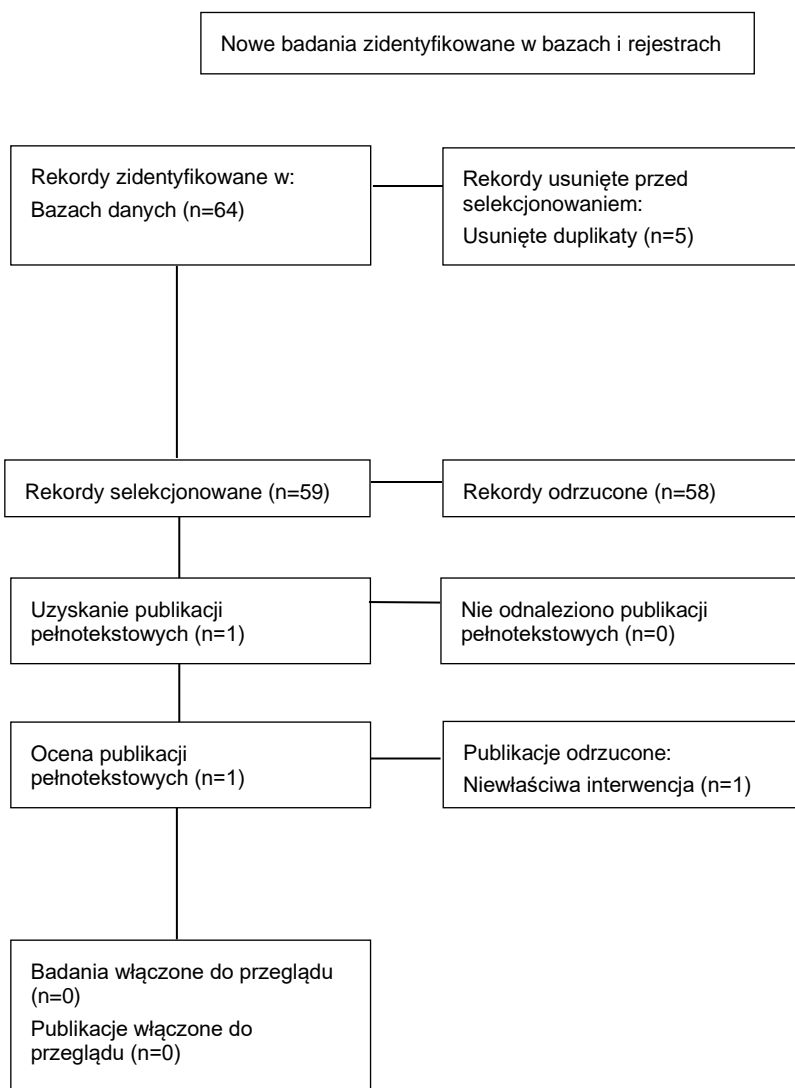 Nowe badania zidentyfikowane w bazach i rejestrach
Rekordy zidentyfikowane w:
Bazach danych (n=64)
Rekordy usunięte przed
selekcjonowaniem:
Usunięte duplikaty (n=5)
Rekordy selekcjonowane (n=59)
Rekordy odrzucone (n=58)
Uzyskanie publikacji
pełnotekstowych (n=1)
Nie odnaleziono publikacji
pełnotekstowych (n=0)
Ocena publikacji
pełnotekstowych (n=1)
Publikacje odrzucone:
Niewłaściwa interwencja (n=1)
Badania włączone do przeglądu
(n=0)
Publikacje włączone do
przeglądu (n=0)